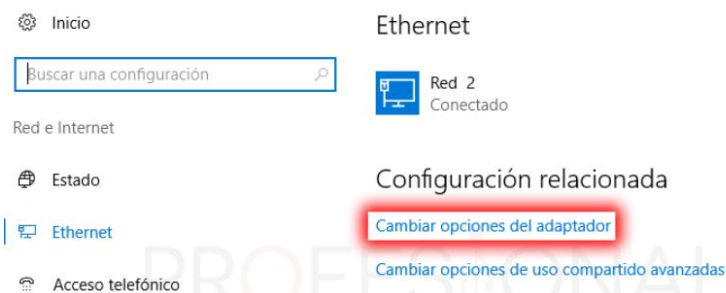 Inicio
Buscar una configuración
Red e Internet
Estado
Ethernet
Acceso telefónico
Ethernet
Red 2
Conectado
Configuración relacionada
Cambiar opciones del adaptador
Cambiar opciones de uso compartido avanzadas